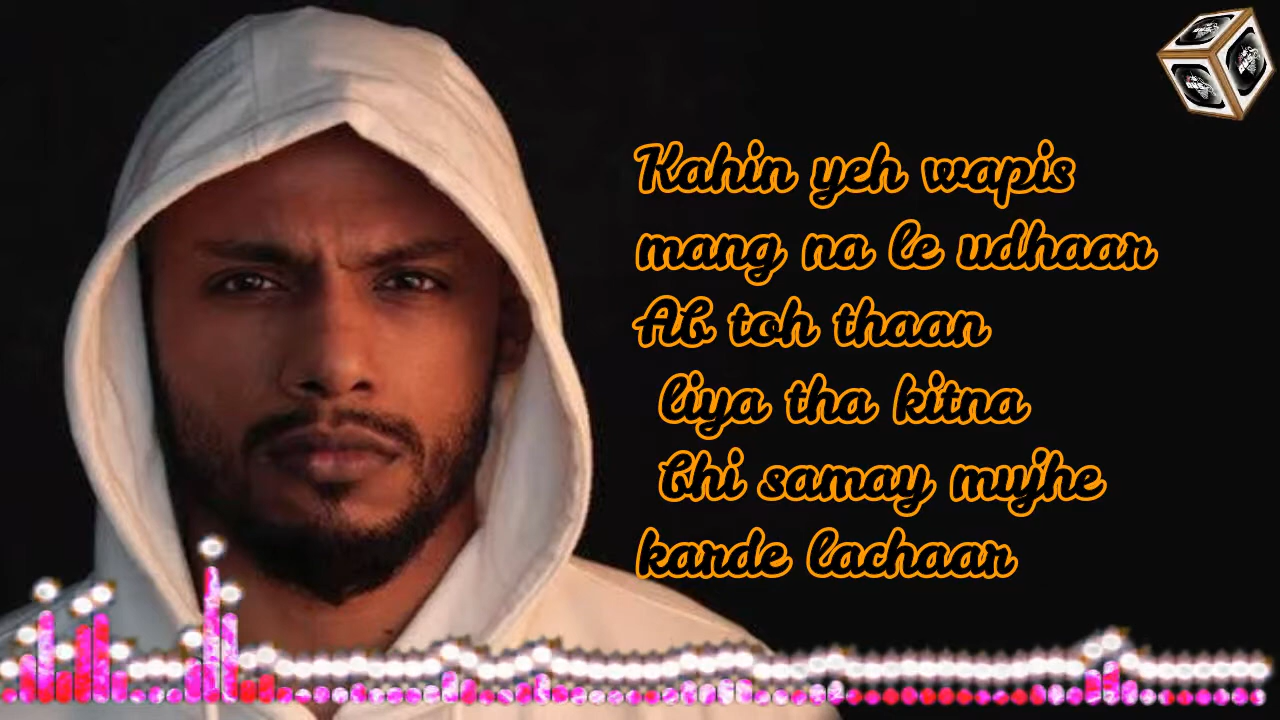 Kahin yeh wapis
mang na le udhaar
Ab toh thaan
liya tha kitna
bhi samay mujhe
karde lachaar